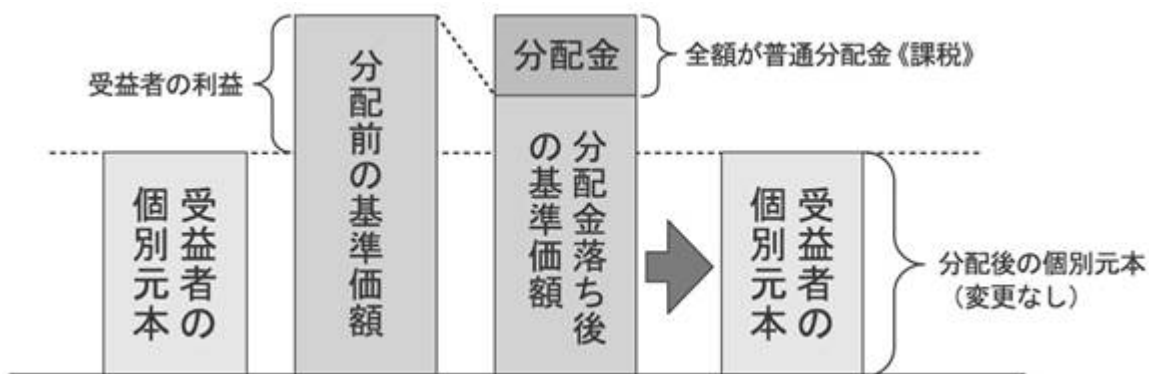 受益者の利益
受益者の
個別元本
分配前の基準価額
分配金
全額が普通分配金《課税》
分配金落ち後
の基準価額
受益者の
個別元本
分配後の個別元本
（変更なし）